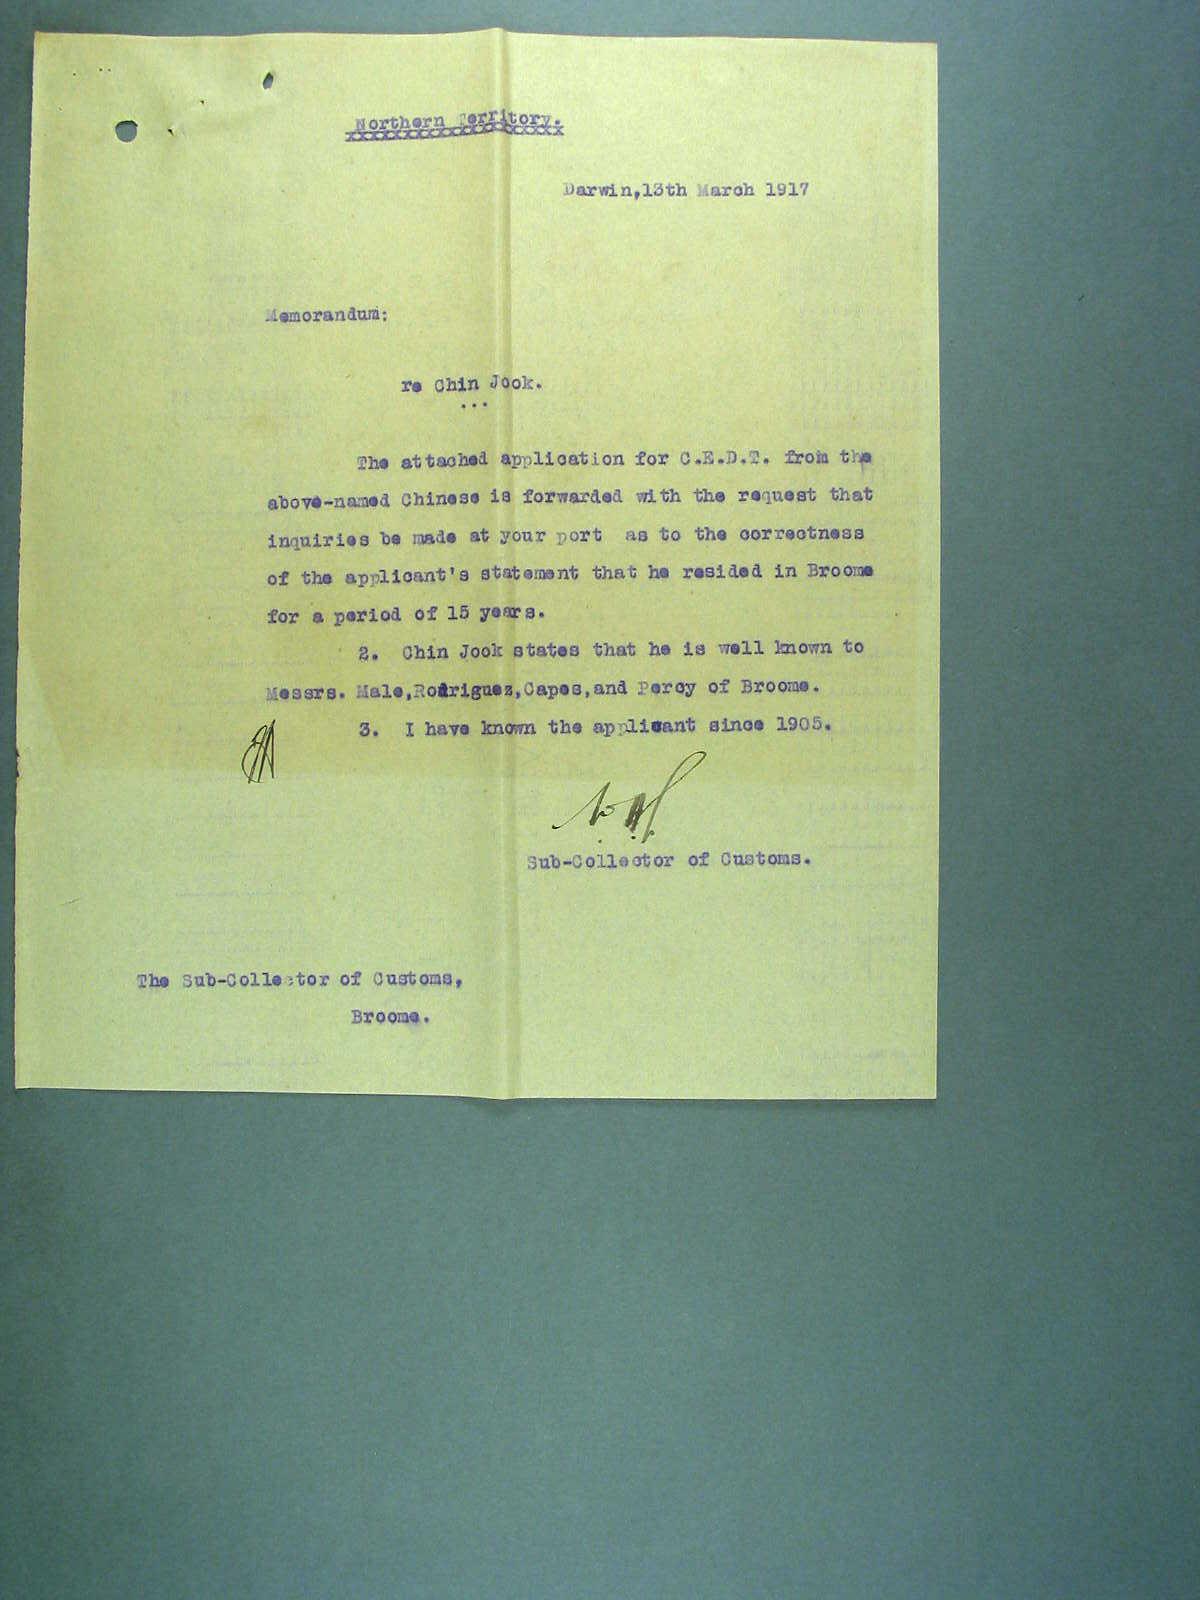 Northern Territory.
xxxxxxxxxxxxxxxxxxx
Darwin,13th March 1917
Memorandum:
re Chin Jook.
...
The attached application for C.E.D.T. from the
above-named Chinese is forwarded with the request that
inquiries be made at your port as to the correctness
of the applicant's statement that he resided in Broome
for a period of 15 years.
2. Chin Jook states that he is well known to
Messrs. Male,Rodriguez,Capes,and Percy of Broome.
3. I have known the applicant since 1905.
Sub-Collector of Customs.
The Sub-Collector of Customs,
Broome.